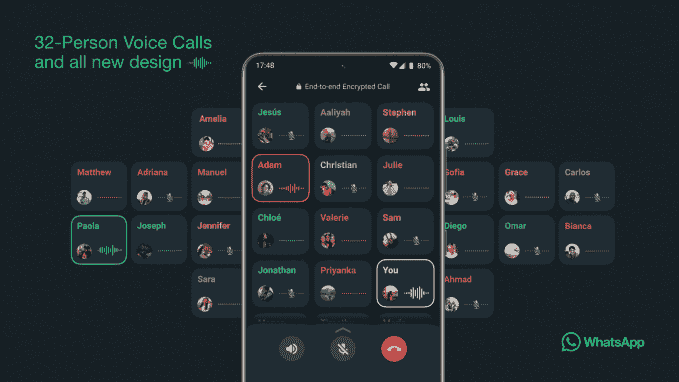 32-Person Voice Calls
and all new design
17:48
80%
End-to-end Encrypted Call
Jesús
Aaliyah
Stephen
Amelia
Louis
Adam
Christian
Julie
Matthew
Adriana
Manuel
Sofia
Grace
Carlos
Chloé
Valerie
Sam
Paola
Joseph
Jennifer
Diego
Omar
Bianca
Jonathan
Priyanka
You
Sara
Ahmad
WhatsApp